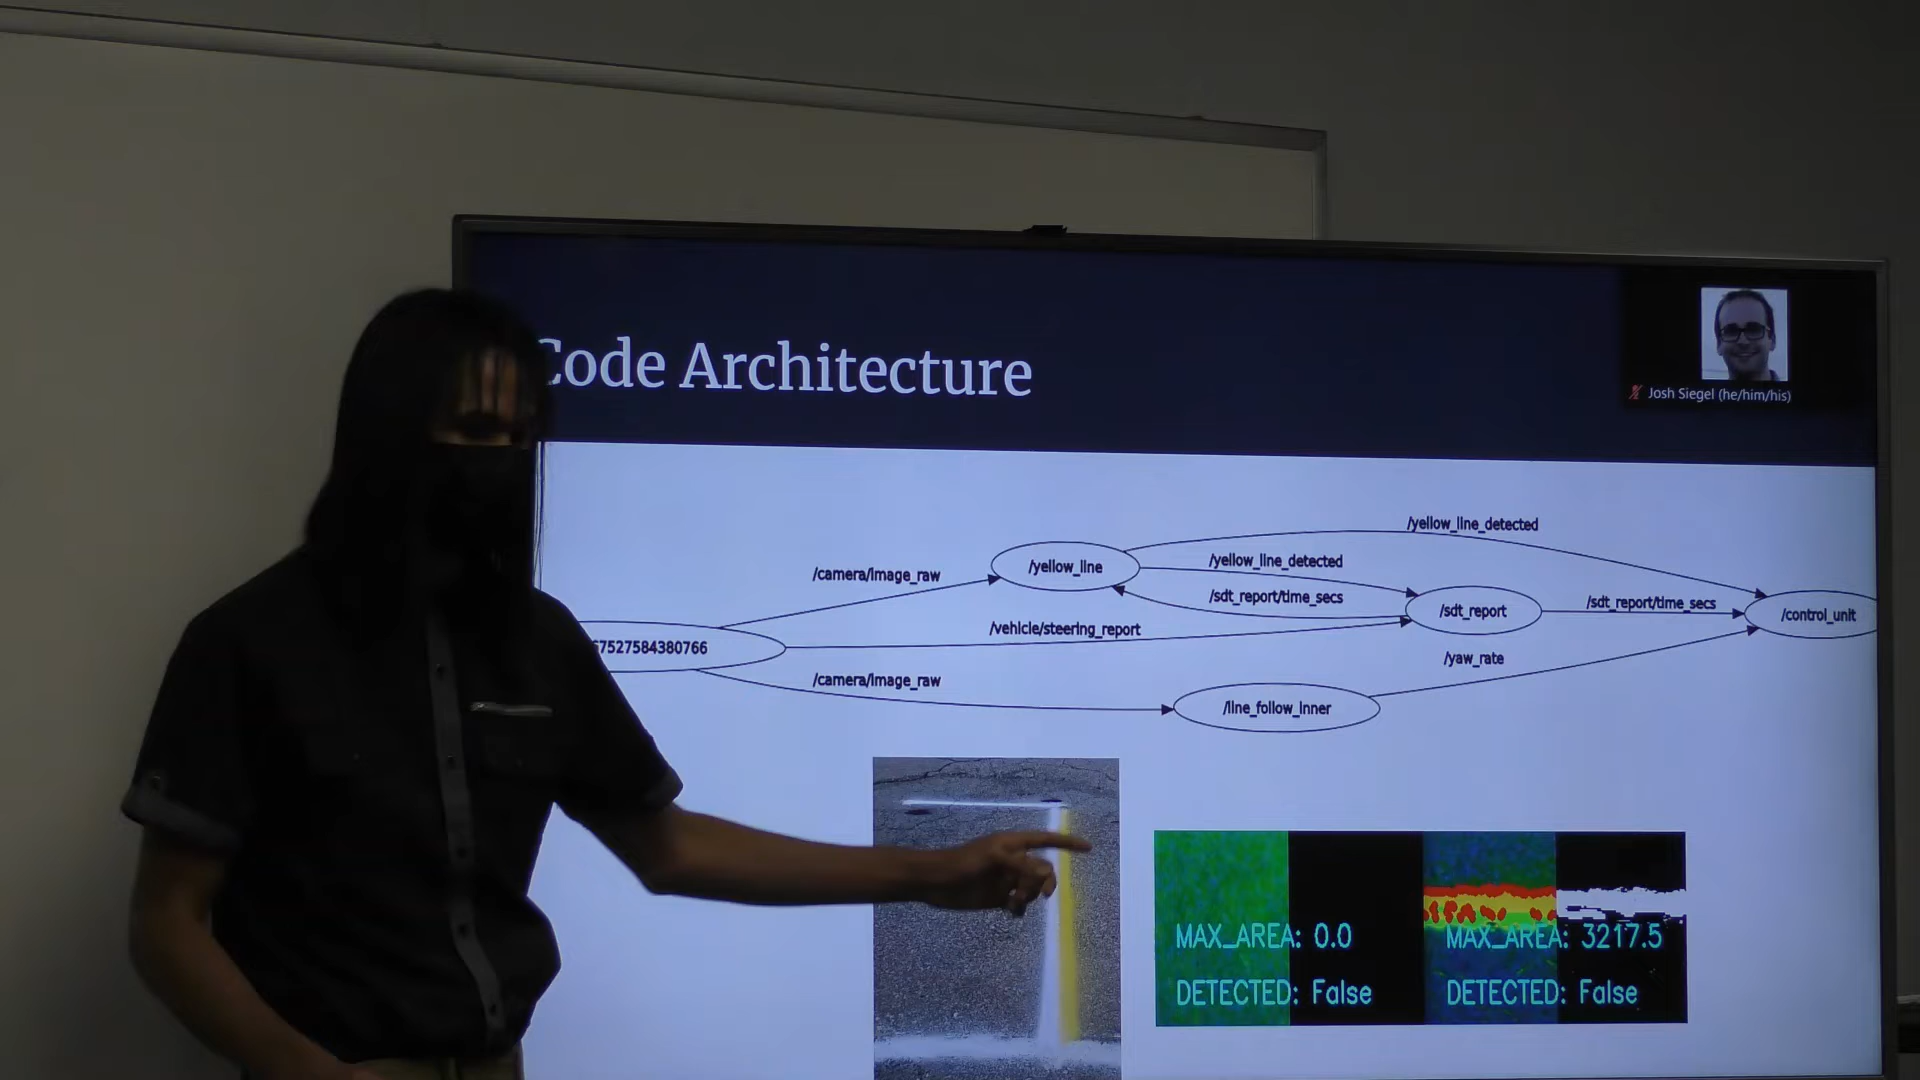 Code Architecture
Josh Siegel (he/him/his)
/yellow_line_detected
/camera/image_raw
/yellow_line
/yellow_line_detected
/sdt_report/time_secs
/sdt_report
/sdt_report/time_secs
/control_unit
/vehicle/steering_report
67527584380766
/yaw_rate
/camera/image_raw
/line_follow_inner
MAX_AREA: 0.0
DETECTED: False
MAX_AREA: 3217.5
DETECTED: False